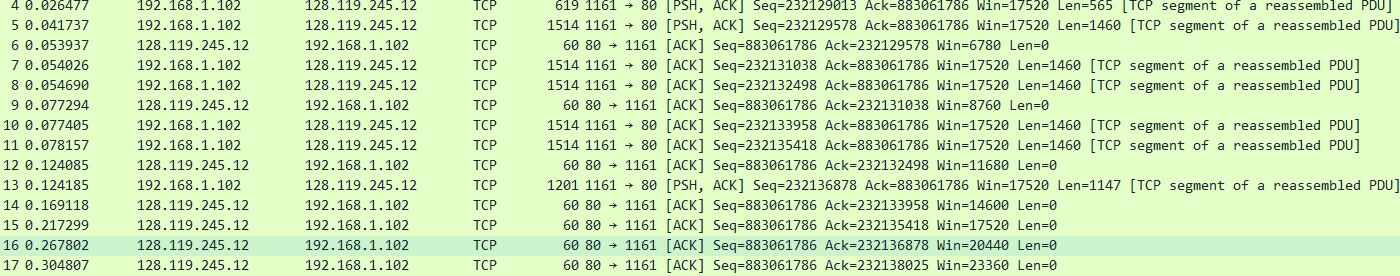 4 0.026477 192.168.1.102 128.119.245.12 TCP 619 1161 → 80 [PSH, ACK] Seq=232129013 Ack=883061786 Win=17520 Len=565 [TCP segment of a reassembled PDU]
5 0.041737 192.168.1.102 128.119.245.12 TCP 1514 1161 → 80 [PSH, ACK] Seq=232129578 Ack=883061786 Win=17520 Len=1460 [TCP segment of a reassembled PDU]
6 0.053937 128.119.245.12 192.168.1.102 TCP 60 80 → 1161 [ACK] Seq=883061786 Ack=232129578 Win=6780 Len=0
7 0.054026 192.168.1.102 128.119.245.12 TCP 1514 1161 → 80 [ACK] Seq=232131038 Ack=883061786 Win=17520 Len=1460 [TCP segment of a reassembled PDU]
8 0.054690 192.168.1.102 128.119.245.12 TCP 1514 1161 → 80 [ACK] Seq=232132498 Ack=883061786 Win=17520 Len=1460 [TCP segment of a reassembled PDU]
9 0.077294 128.119.245.12 192.168.1.102 TCP 60 80 → 1161 [ACK] Seq=883061786 Ack=232131038 Win=8760 Len=0
10 0.077405 192.168.1.102 128.119.245.12 TCP 1514 1161 → 80 [ACK] Seq=232133958 Ack=883061786 Win=17520 Len=1460 [TCP segment of a reassembled PDU]
11 0.078157 192.168.1.102 128.119.245.12 TCP 1514 1161 → 80 [ACK] Seq=232135418 Ack=883061786 Win=17520 Len=1460 [TCP segment of a reassembled PDU]
12 0.124085 128.119.245.12 192.168.1.102 TCP 60 80 → 1161 [ACK] Seq=883061786 Ack=232132498 Win=11680 Len=0
13 0.124185 192.168.1.102 128.119.245.12 TCP 1201 1161 → 80 [PSH, ACK] Seq=232136878 Ack=883061786 Win=17520 Len=1147 [TCP segment of a reassembled PDU]
14 0.169118 128.119.245.12 192.168.1.102 TCP 60 80 → 1161 [ACK] Seq=883061786 Ack=232133958 Win=14600 Len=0
15 0.217299 128.119.245.12 192.168.1.102 TCP 60 80 → 1161 [ACK] Seq=883061786 Ack=232135418 Win=17520 Len=0
16 0.267802 128.119.245.12 192.168.1.102 TCP 60 80 → 1161 [ACK] Seq=883061786 Ack=232136878 Win=20440 Len=0
17 0.304807 128.119.245.12 192.168.1.102 TCP 60 80 → 1161 [ACK] Seq=883061786 Ack=232138025 Win=23360 Len=0